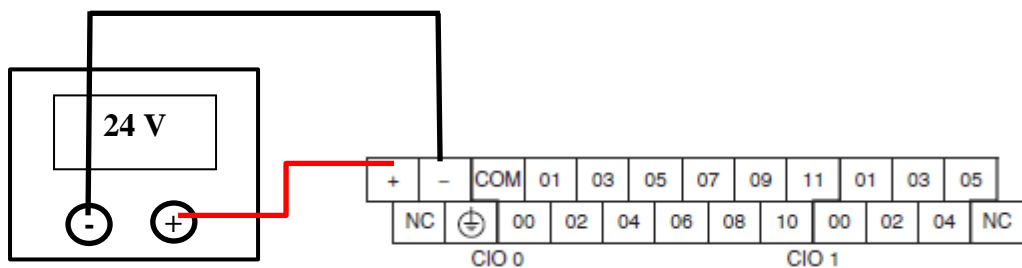 24 V
- +
+ – COM 01 03 05 07 09 11 01 03 05
NC 00 02 04 06 08 10 00 02 04 NC
CIO 0 CIO 1